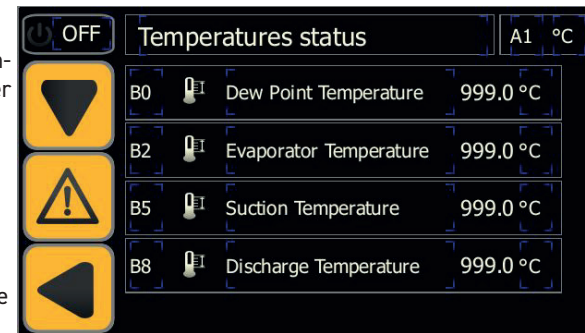 OFF Temperatures status A1 °C
B0 Dew Point Temperature 999.0 °C
B2 Evaporator Temperature 999.0 °C
B5 Suction Temperature 999.0 °C
B8 Discharge Temperature 999.0 °C